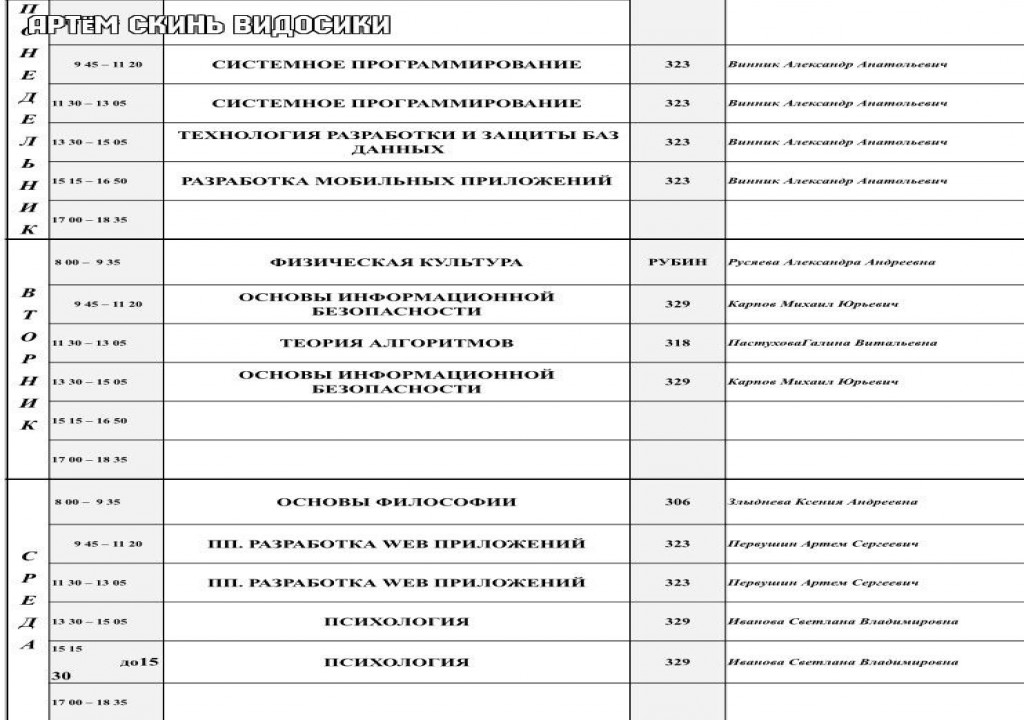 ПОНЕДЕЛЬНИК
АРТЁМ СКИНЬ ВИДОСИКИ
9 45 – 11 20 СИСТЕМНОЕ ПРОГРАММИРОВАНИЕ 323 Винник Александр Анатольевич
11 30 – 13 05 СИСТЕМНОЕ ПРОГРАММИРОВАНИЕ 323 Винник Александр Анатольевич
13 30 – 15 05 ТЕХНОЛОГИЯ РАЗРАБОТКИ И ЗАЩИТЫ БАЗ
ДАННЫХ 323 Винник Александр Анатольевич
15 15 – 16 50 РАЗРАБОТКА МОБИЛЬНЫХ ПРИЛОЖЕНИЙ 323 Винник Александр Анатольевич
17 00 – 18 35
ВТОРНИК
8 00 – 9 35 ФИЗИЧЕСКАЯ КУЛЬТУРА РУБИН Русяева Александра Андреевна
9 45 – 11 20 ОСНОВЫ ИНФОРМАЦИОННОЙ
БЕЗОПАСНОСТИ 329 Карпов Михаил Юрьевич
11 30 – 13 05 ТЕОРИЯ АЛГОРИТМОВ 318 ПастуховаГалина Витальевна
13 30 – 15 05 ОСНОВЫ ИНФОРМАЦИОННОЙ
БЕЗОПАСНОСТИ 329 Карпов Михаил Юрьевич
15 15 – 16 50
17 00 – 18 35
СРЕДА
8 00 – 9 35 ОСНОВЫ ФИЛОСОФИИ 306 Злыднева Ксения Андреевна
9 45 – 11 20 ПП. РАЗРАБОТКА WEB ПРИЛОЖЕНИЙ 323 Первушин Артем Сергеевич
11 30 – 13 05 ПП. РАЗРАБОТКА WEB ПРИЛОЖЕНИЙ 323 Первушин Артем Сергеевич
13 30 – 15 05 ПСИХОЛОГИЯ 329 Иванова Светлана Владимировна
15 15
до15 ПСИХОЛОГИЯ 329 Иванова Светлана Владимировна
30
17 00 – 18 35